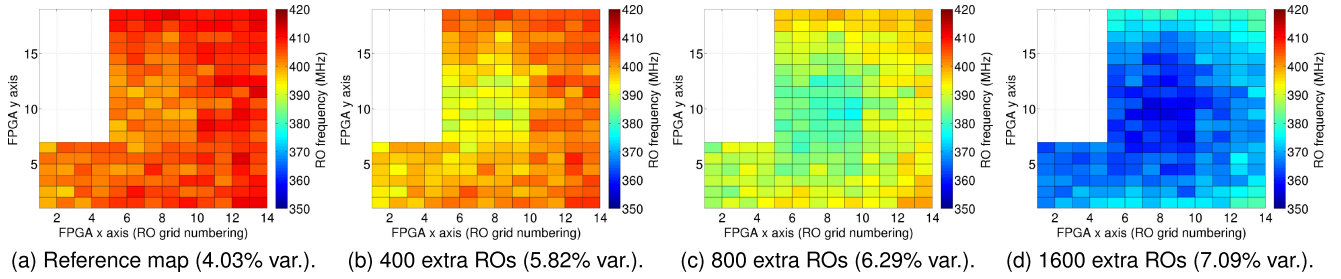 420
410
400
390
380
370
360
350
RO frequency (MHz)
15
10
5
FPGA y axis
2 4 6 8 10 12 14
FPGA x axis (RO grid numbering)
(a) Reference map (4.03% var.).
420
410
400
390
380
370
360
350
RO frequency (MHz)
15
10
5
FPGA y axis
2 4 6 8 10 12 14
FPGA x axis (RO grid numbering)
(b) 400 extra ROs (5.82% var.).
420
410
400
390
380
370
360
350
RO frequency (MHz)
15
10
5
FPGA y axis
2 4 6 8 10 12 14
FPGA x axis (RO grid numbering)
(c) 800 extra ROs (6.29% var.).
420
410
400
390
380
370
360
350
RO frequency (MHz)
15
10
5
FPGA y axis
2 4 6 8 10 12 14
FPGA x axis (RO grid numbering)
(d) 1600 extra ROs (7.09% var.).